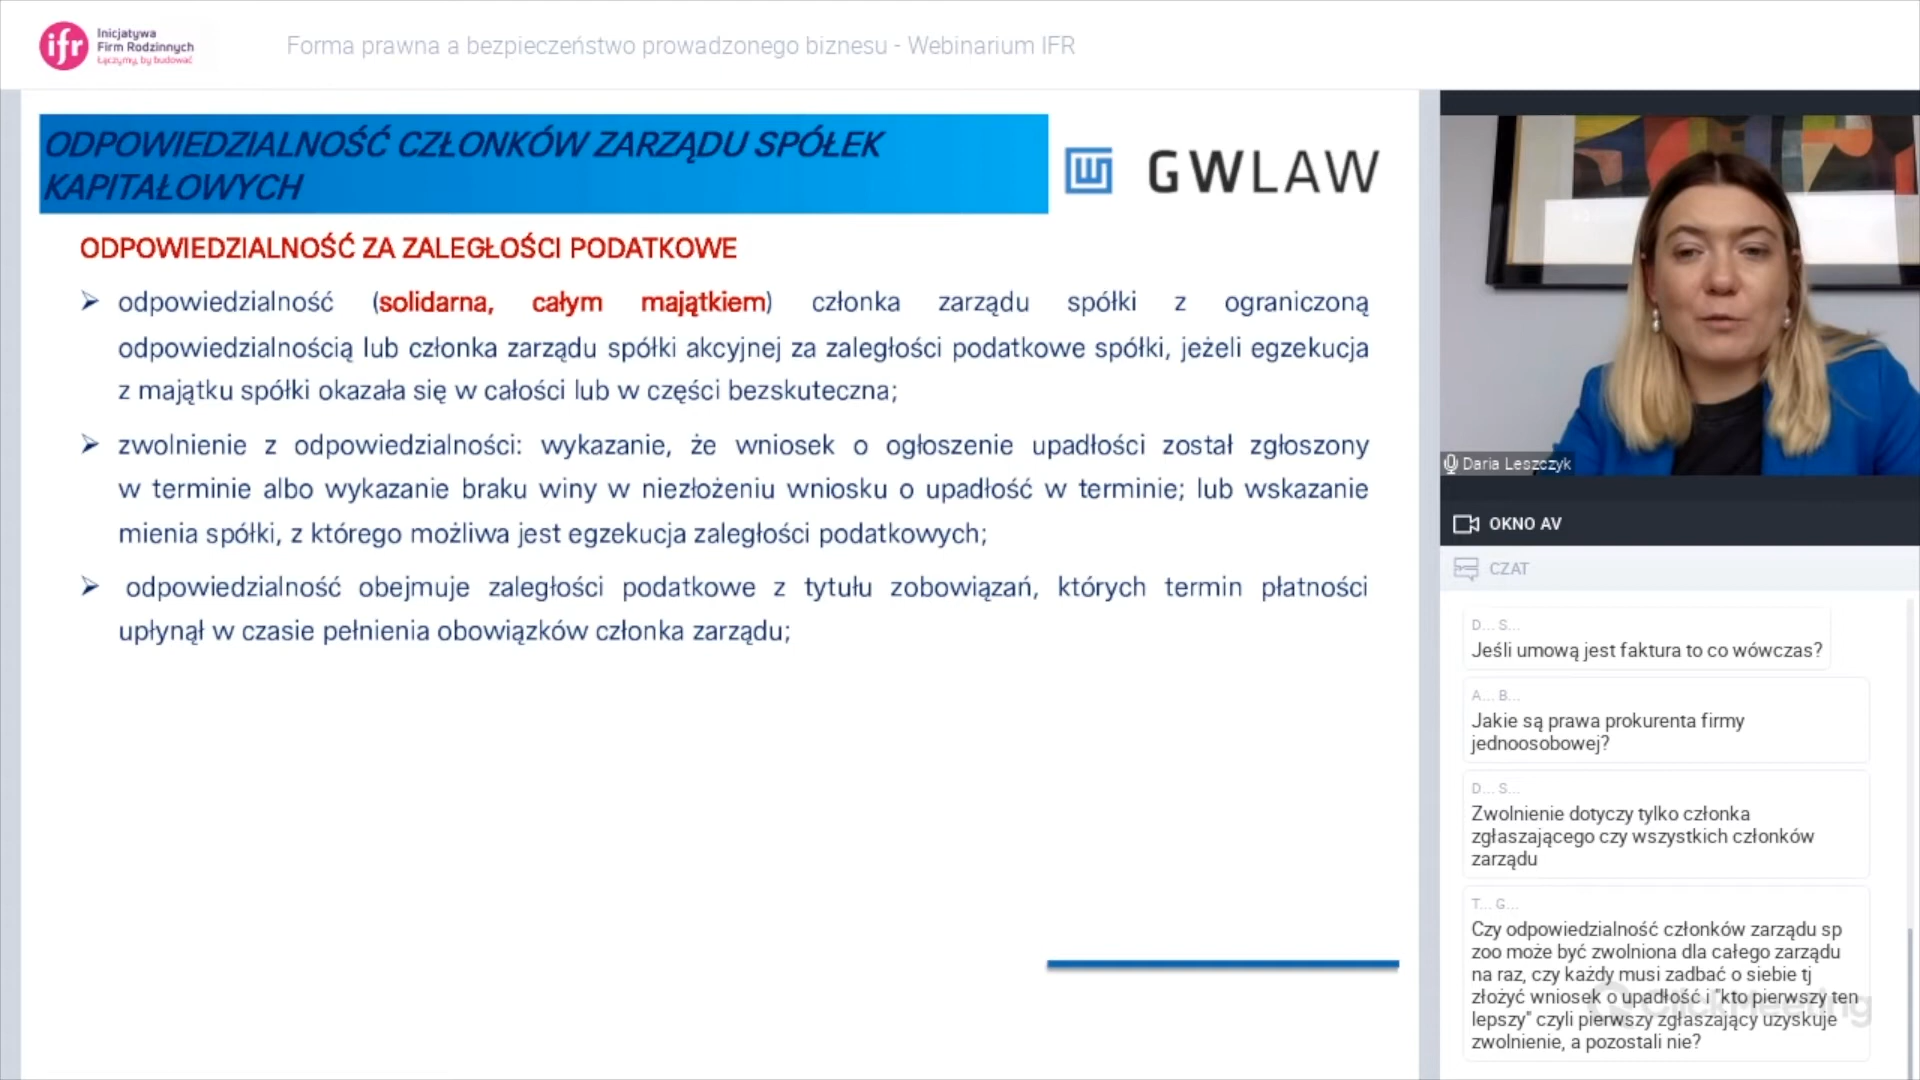 ifr Inicjatywa
Firm Rodzinnych
Łączymy, by budować
Forma prawna a bezpieczeństwo prowadzonego biznesu - Webinarium IFR
ODPOWIEDZIALNOŚĆ CZŁONKÓW ZARZĄDU SPÓŁEK
KAPITAŁOWYCH
GWLAW
ODPOWIEDZIALNOŚĆ ZA ZALEGŁOŚCI PODATKOWE
➢ odpowiedzialność (solidarna, całym majątkiem) członka zarządu spółki z ograniczoną
odpowiedzialnością lub członka zarządu spółki akcyjnej za zaległości podatkowe spółki, jeżeli egzekucja
z majątku spółki okazała się w całości lub w części bezskuteczna;
➢ zwolnienie z odpowiedzialności: wykazanie, że wniosek o ogłoszenie upadłości został zgłoszony
w terminie albo wykazanie braku winy w niezłożeniu wniosku o upadłość w terminie; lub wskazanie
mienia spółki, z którego możliwa jest egzekucja zaległości podatkowych;
➢ odpowiedzialność obejmuje zaległości podatkowe z tytułu zobowiązań, których termin płatności
upłynął w czasie pełnienia obowiązków członka zarządu;
Daria Leszczyk
OKNO AV
CZAT
D... S...
Jeśli umową jest faktura to co wówczas?
A... B...
Jakie są prawa prokurenta firmy
jednoosobowej?
D... S...
Zwolnienie dotyczy tylko członka
zgłaszającego czy wszystkich członków
zarządu
T... G...
Czy odpowiedzialność członków zarządu sp
zoo może być zwolniona dla całego zarządu
na raz, czy każdy musi zadbać o siebie tj
złożyć wniosek o upadłość i "kto pierwszy ten
lepszy" czyli pierwszy zgłaszający uzyskuje
zwolnienie, a pozostali nie?
ClickMeeting